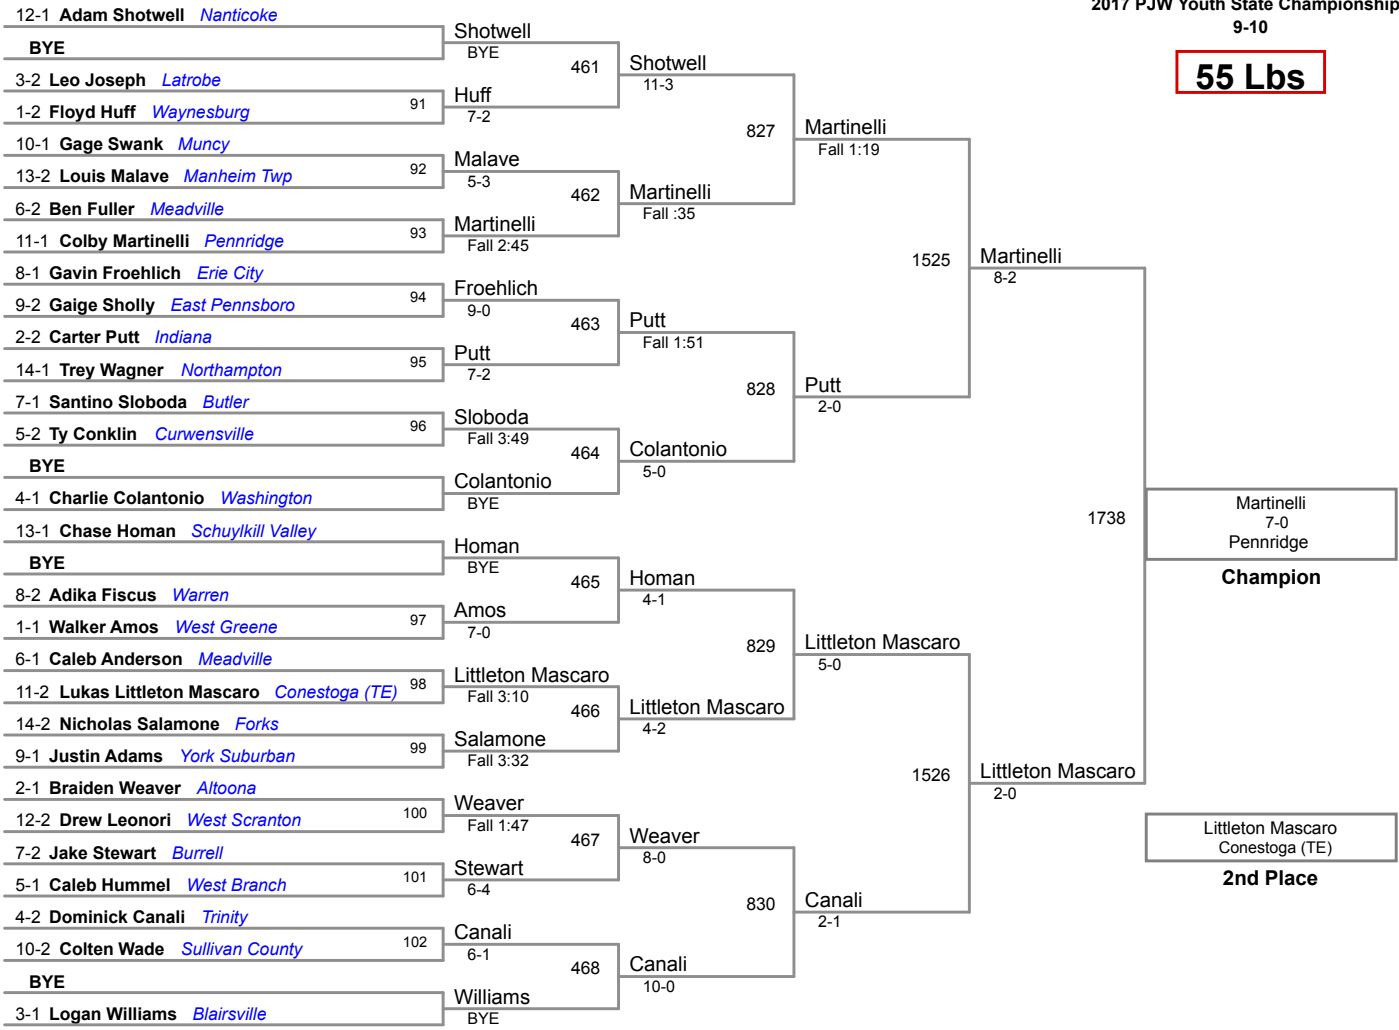 2017 PJW Youth State Championship
9-10
55 Lbs
12-1 Adam Shotwell Nanticoke
BYE
3-2 Leo Joseph Latrobe
1-2 Floyd Huff Waynesburg
10-1 Gage Swank Muncy
13-2 Louis Malave Manheim Twp
6-2 Ben Fuller Meadville
11-1 Colby Martinelli Pennridge
8-1 Gavin Froehlich Erie City
9-2 Gaige Sholly East Pennsboro
2-2 Carter Putt Indiana
14-1 Trey Wagner Northampton
7-1 Santino Sloboda Butler
5-2 Ty Conklin Curwensville
BYE
4-1 Charlie Colantonio Washington
13-1 Chase Homan Schuylkill Valley
BYE
8-2 Adika Fiscus Warren
1-1 Walker Amos West Greene
6-1 Caleb Anderson Meadville
11-2 Lukas Littleton Mascaro Conestoga (TE)
14-2 Nicholas Salamone Forks
9-1 Justin Adams York Suburban
2-1 Braiden Weaver Altoona
12-2 Drew Leonori West Scranton
7-2 Jake Stewart Burrell
5-1 Caleb Hummel West Branch
4-2 Dominick Canali Trinity
10-2 Colten Wade Sullivan County
BYE
3-1 Logan Williams Blairsville
91
92
93
94
95
96
97
98
99
100
101
102
Shotwell
BYE
Huff
7-2
Malave
5-3
Martinelli
Fall 2:45
Froehlich
9-0
Putt
7-2
Sloboda
Fall 3:49
Colantonio
BYE
Homan
BYE
Amos
7-0
Littleton Mascaro
Fall 3:10
Salamone
Fall 3:32
Weaver
Fall 1:47
Stewart
6-4
Canali
6-1
Williams
BYE
461
462
463
464
465
466
467
468
Shotwell
11-3
Martinelli
Fall :35
Putt
Fall 1:51
Colantonio
5-0
Homan
4-1
Littleton Mascaro
4-2
Weaver
8-0
Canali
10-0
827
828
829
830
Martinelli
Fall 1:19
Putt
2-0
Littleton Mascaro
5-0
Canali
2-1
1525
1526
Martinelli
8-2
Littleton Mascaro
2-0
1738
Martinelli
7-0
Pennridge
Champion
Littleton Mascaro
Conestoga (TE)
2nd Place